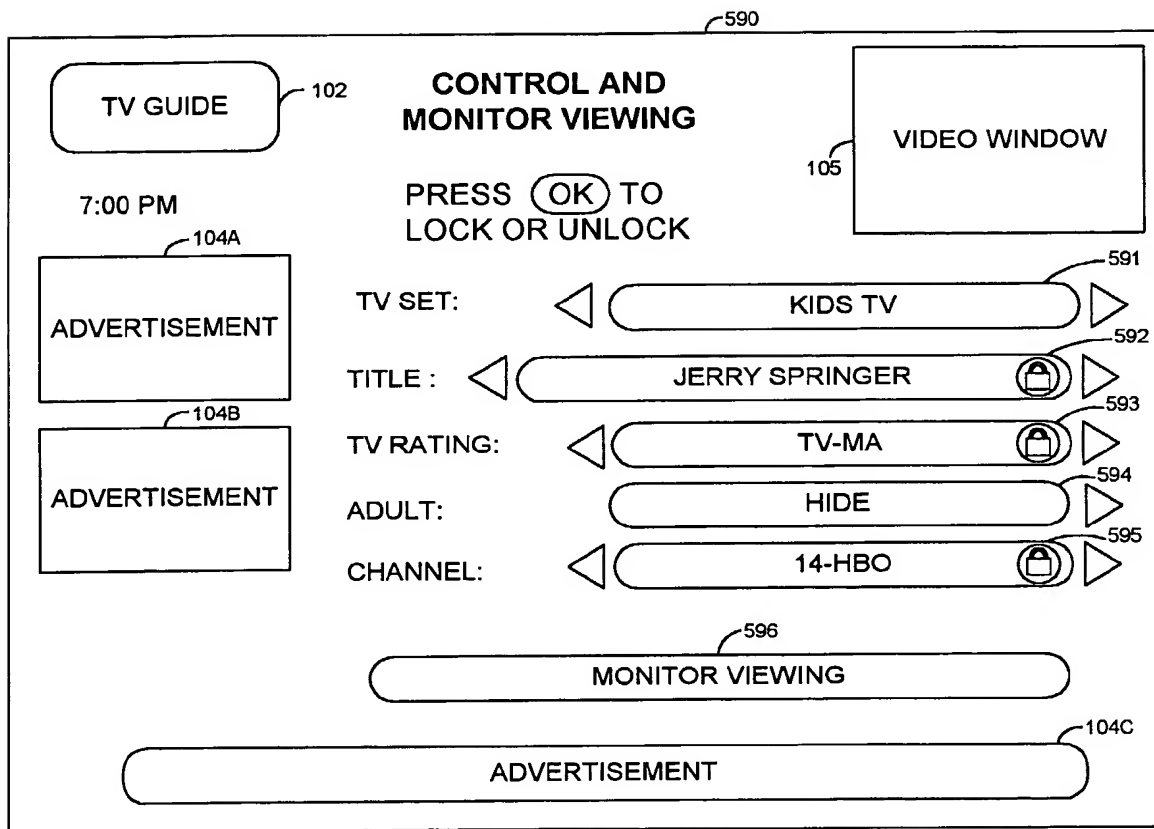 590
TV GUIDE
102
CONTROL AND
MONITOR VIEWING
VIDEO WINDOW
105
7:00 PM
PRESS OK TO
LOCK OR UNLOCK
104A
ADVERTISEMENT
104B
ADVERTISEMENT
591
TV SET:
KIDS TV
592
TITLE :
JERRY SPRINGER
593
TV RATING:
TV-MA
594
ADULT:
HIDE
595
CHANNEL:
14-HBO
596
MONITOR VIEWING
104C
ADVERTISEMENT